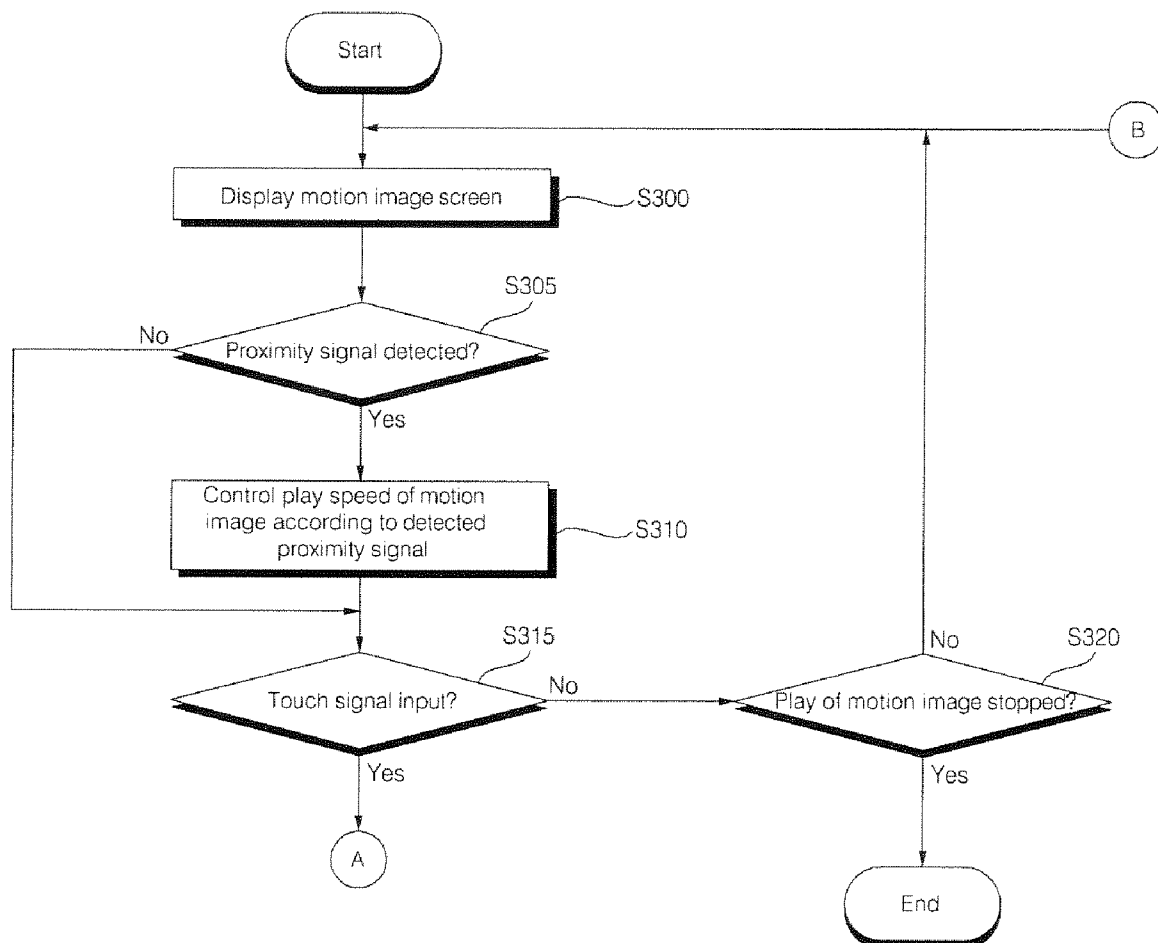 Start
B
Display motion image screen
S300
S305
No
Proximity signal detected?
Yes
Control play speed of motion
image according to detected
proximity signal
S310
S315
No
S320
Touch signal input?
No
Play of motion image stopped?
Yes
Yes
A
End